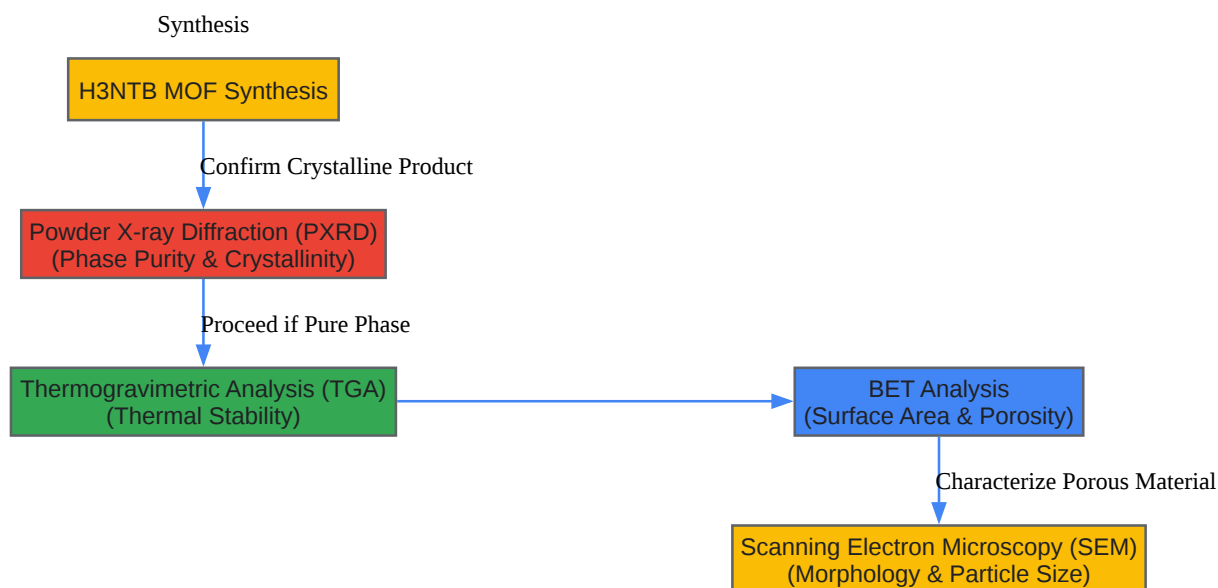 Synthesis
H3NTB MOF Synthesis
Confirm Crystalline Product
Powder X-ray Diffraction (PXRD)
(Phase Purity & Crystallinity)
Proceed if Pure Phase
Thermogravimetric Analysis (TGA)
(Thermal Stability)
BET Analysis
(Surface Area & Porosity)
Characterize Porous Material
Scanning Electron Microscopy (SEM)
(Morphology & Particle Size)